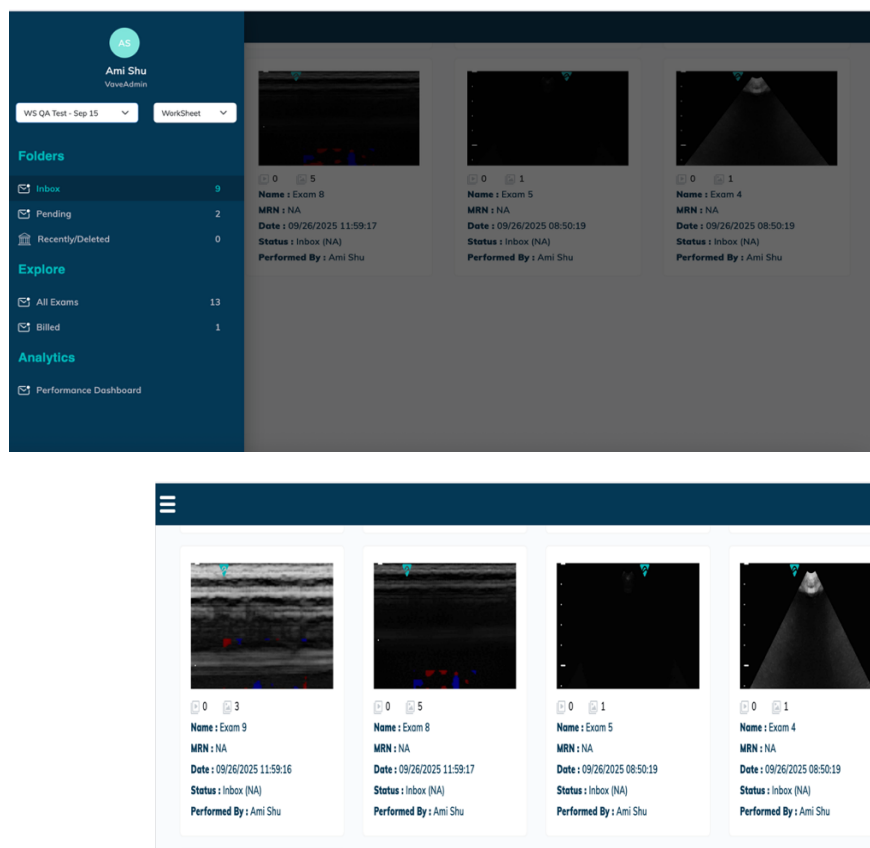 AS
Ami Shu
VaveAdmin
WS QA Test - Sep 15
WorkSheet
Folders
Inbox 9
Pending 2
Recently/Deleted 0
Explore
All Exams 13
Billed 1
Analytics
Performance Dashboard
0 5
Name : Exam 8
MRN : NA
Date : 09/26/2025 11:59:17
Status : Inbox (NA)
Performed By : Ami Shu
0 1
Name : Exam 5
MRN : NA
Date : 09/26/2025 08:50:19
Status : Inbox (NA)
Performed By : Ami Shu
0 1
Name : Exam 4
MRN : NA
Date : 09/26/2025 08:50:19
Status : Inbox (NA)
Performed By : Ami Shu
0 3
Name : Exam 9
MRN : NA
Date : 09/26/2025 11:59:16
Status : Inbox (NA)
Performed By : Ami Shu
0 5
Name : Exam 8
MRN : NA
Date : 09/26/2025 11:59:17
Status : Inbox (NA)
Performed By : Ami Shu
0 1
Name : Exam 5
MRN : NA
Date : 09/26/2025 08:50:19
Status : Inbox (NA)
Performed By : Ami Shu
0 1
Name : Exam 4
MRN : NA
Date : 09/26/2025 08:50:19
Status : Inbox (NA)
Performed By : Ami Shu